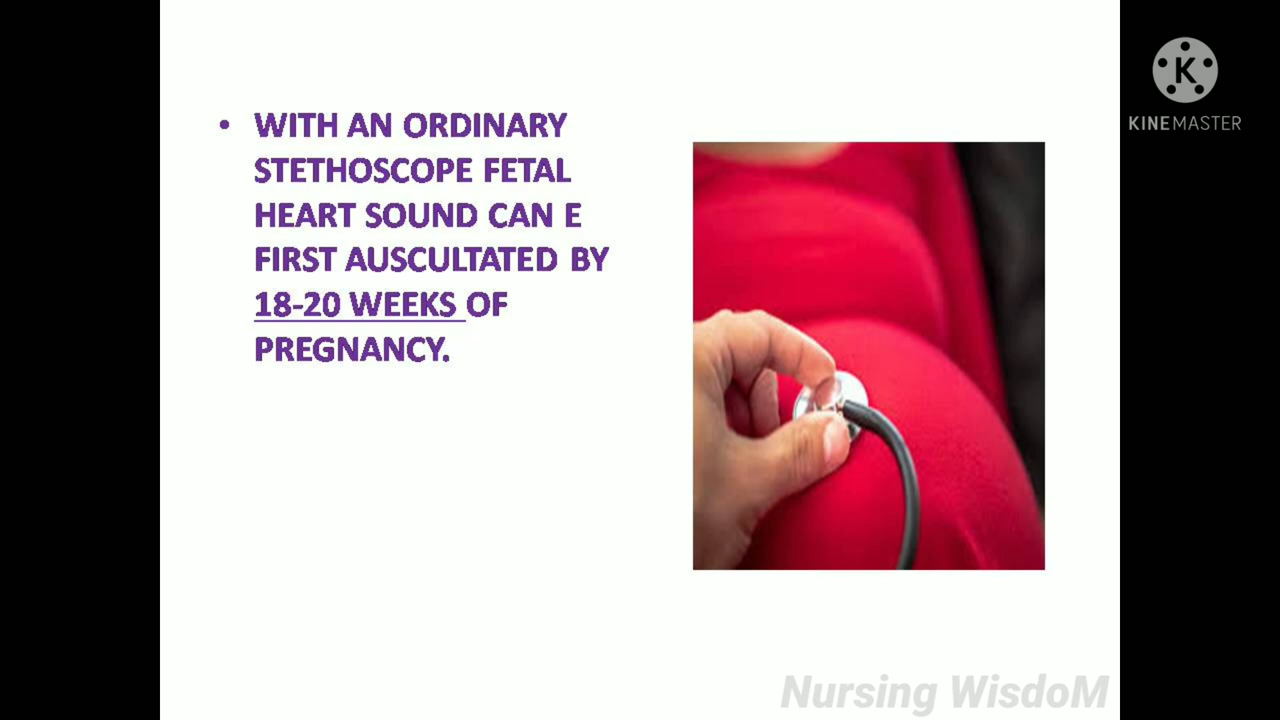 • WITH AN ORDINARY
STETHOSCOPE FETAL
HEART SOUND CAN E
FIRST AUSCULTATED BY
18-20 WEEKS OF
PREGNANCY.
K
KINEMASTER
Nursing WisdoM